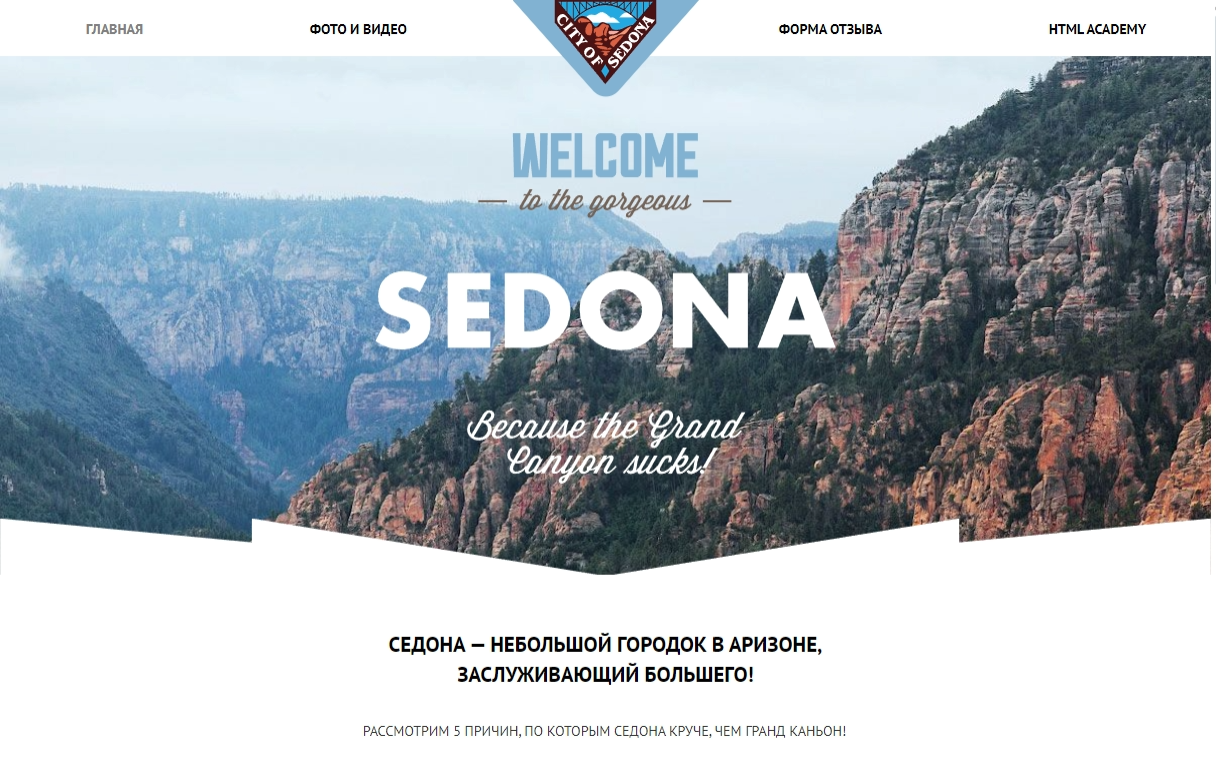 ГЛАВНАЯ
ФОТО И ВИДЕО
CITY OF SEDONA
ФОРМА ОТЗЫВА
HTML ACADEMY
WELCOME
to the gorgeous
SEDONA
Because the Grand
Canyon sucks!
СЕДОНА — НЕБОЛЬШОЙ ГОРОДОК В АРИЗОНЕ,
ЗАСЛУЖИВАЮЩИЙ БОЛЬШЕГО!
РАССМОТРИМ 5 ПРИЧИН, ПО КОТОРЫМ СЕДОНА КРУЧЕ, ЧЕМ ГРАНД КАНЬОН!